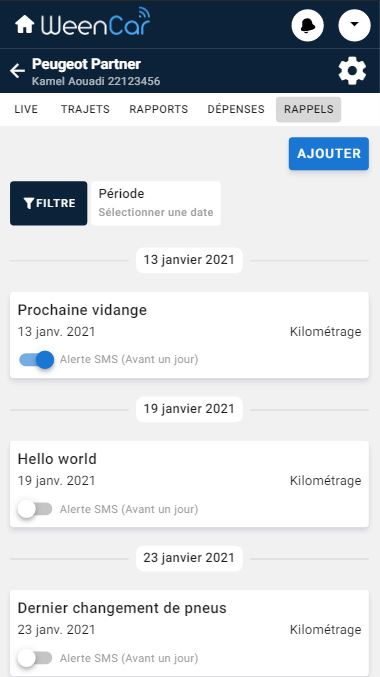 WeenCar
Peugeot Partner
Kamel Aouadi 22123456
LIVE TRAJETS RAPPORTS DÉPENSES RAPPELS
AJOUTER
FILTRE
Période
Sélectionner une date
13 janvier 2021
Prochaine vidange
13 janv. 2021 Kilométrage
Alerte SMS (Avant un jour)
19 janvier 2021
Hello world
19 janv. 2021 Kilométrage
Alerte SMS (Avant un jour)
23 janvier 2021
Dernier changement de pneus
23 janv. 2021 Kilométrage
Alerte SMS (Avant un jour)